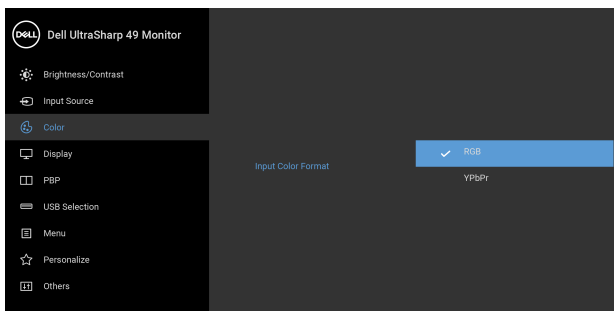 DELL
Dell UltraSharp 49 Monitor
Brightness/Contrast
Input Source
Color
Display
PBP
USB Selection
Menu
Personalize
Others
Input Color Format
RGB
YPbPr